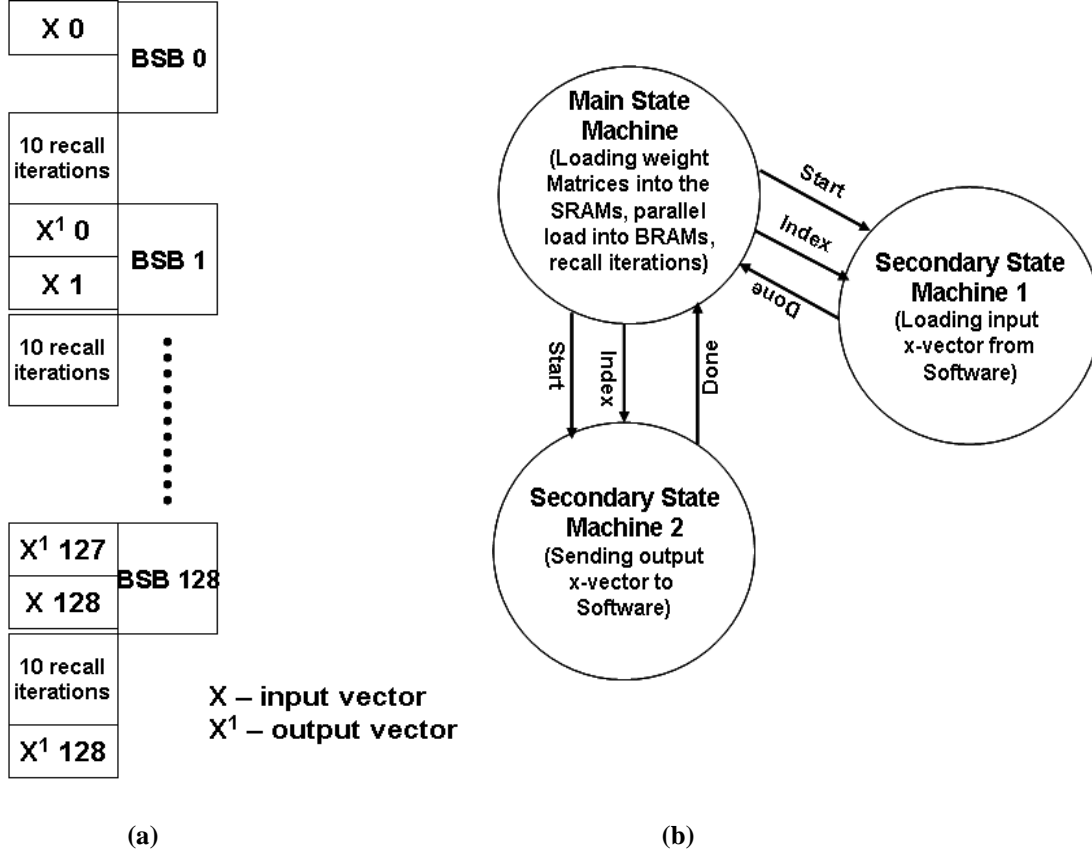 X 0
BSB 0
10 recall
iterations
X¹ 0
BSB 1
X 1
10 recall
iterations
X¹ 127
BSB 128
X 128
10 recall
iterations
X¹ 128
X – input vector
X¹ – output vector
(a)
Main State
Machine
(Loading weight
Matrices into the
SRAMs, parallel
load into BRAMs,
recall iterations)
Start
Index
Done
Secondary State
Machine 1
(Loading input
x-vector from
Software)
Start
Index
Done
Secondary State
Machine 2
(Sending output
x-vector to
Software)
(b)